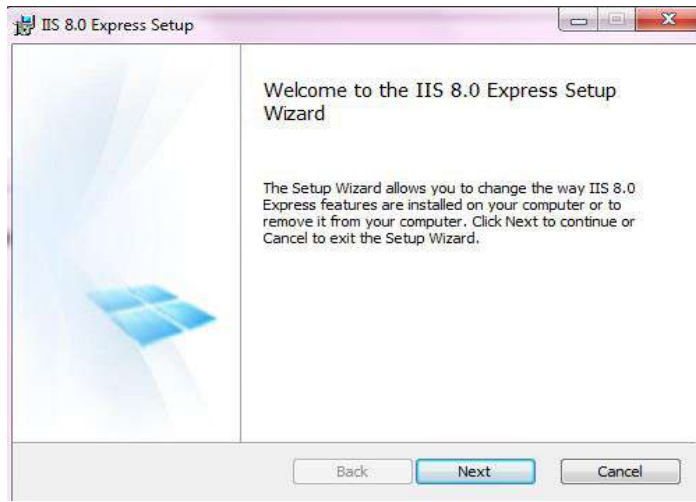 IIS 8.0 Express Setup
Welcome to the IIS 8.0 Express Setup
Wizard
The Setup Wizard allows you to change the way IIS 8.0
Express features are installed on your computer or to
remove it from your computer. Click Next to continue or
Cancel to exit the Setup Wizard.
Back Next Cancel